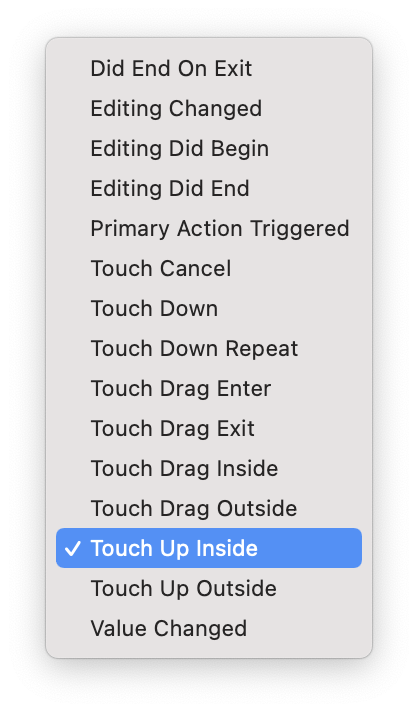 Did End On Exit
Editing Changed
Editing Did Begin
Editing Did End
Primary Action Triggered
Touch Cancel
Touch Down
Touch Down Repeat
Touch Drag Enter
Touch Drag Exit
Touch Drag Inside
Touch Drag Outside
Touch Up Inside
Touch Up Outside
Value Changed